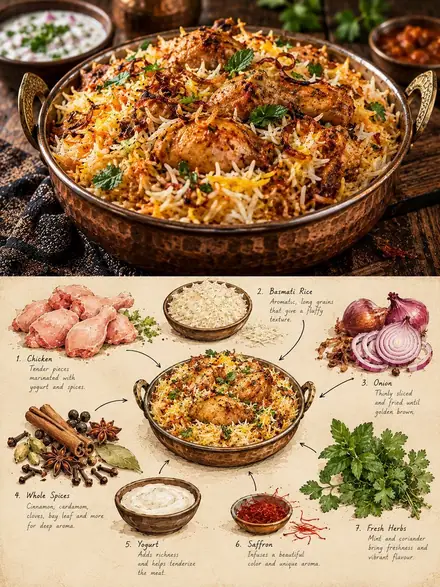 1. Chicken
Tender pieces
marinated with
yogurt and spices.
2. Basmati Rice
Aromatic, long grains
that give a fluffy
texture.
3. Onion
Thinly sliced
and fried until
golden brown.
4. Whole Spices
Cinnamon, cardamom,
cloves, bay leaf and more
for deep aroma.
5. Yogurt
Adds richness
and helps tenderize
the meat.
6. Saffron
Infuses a beautiful
color and unique aroma.
7. Fresh Herbs
Mint and coriander
bring freshness and
vibrant flavour.